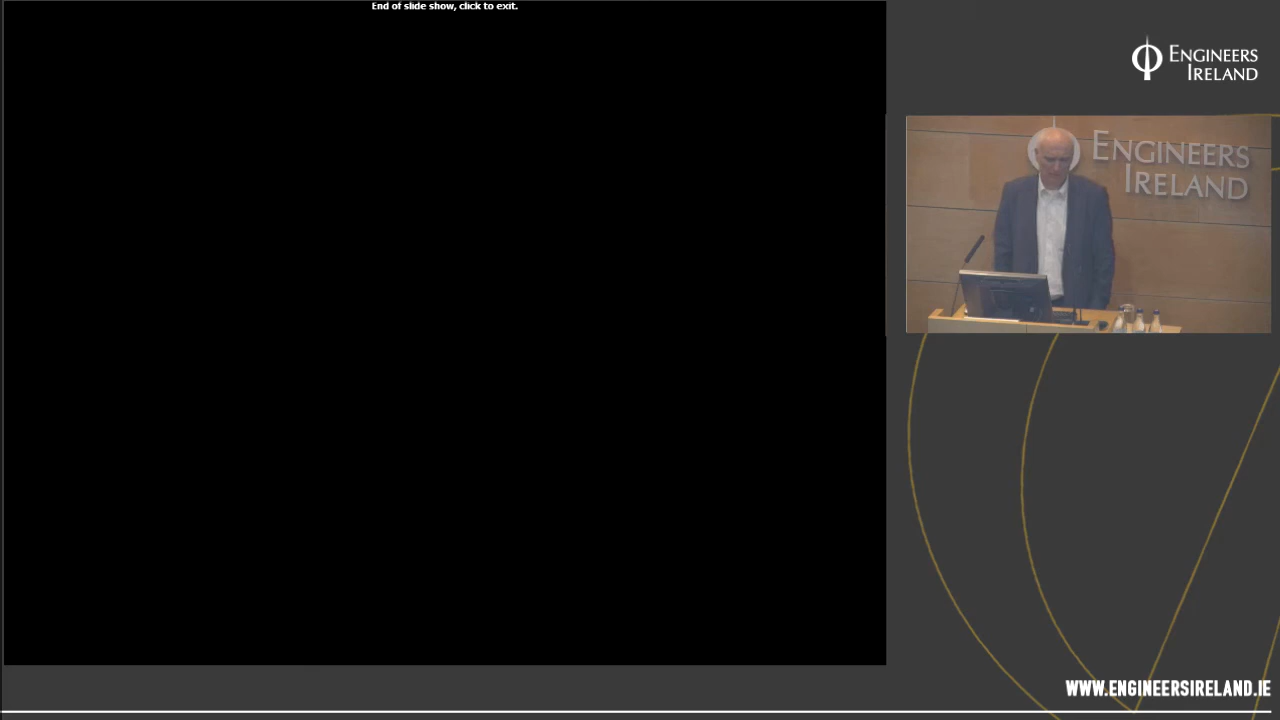 End of slide show, click to exit.
ENGINEERS
IRELAND
ENGINEERS
IRELAND
WWW.ENGINEERSIRELAND.IE